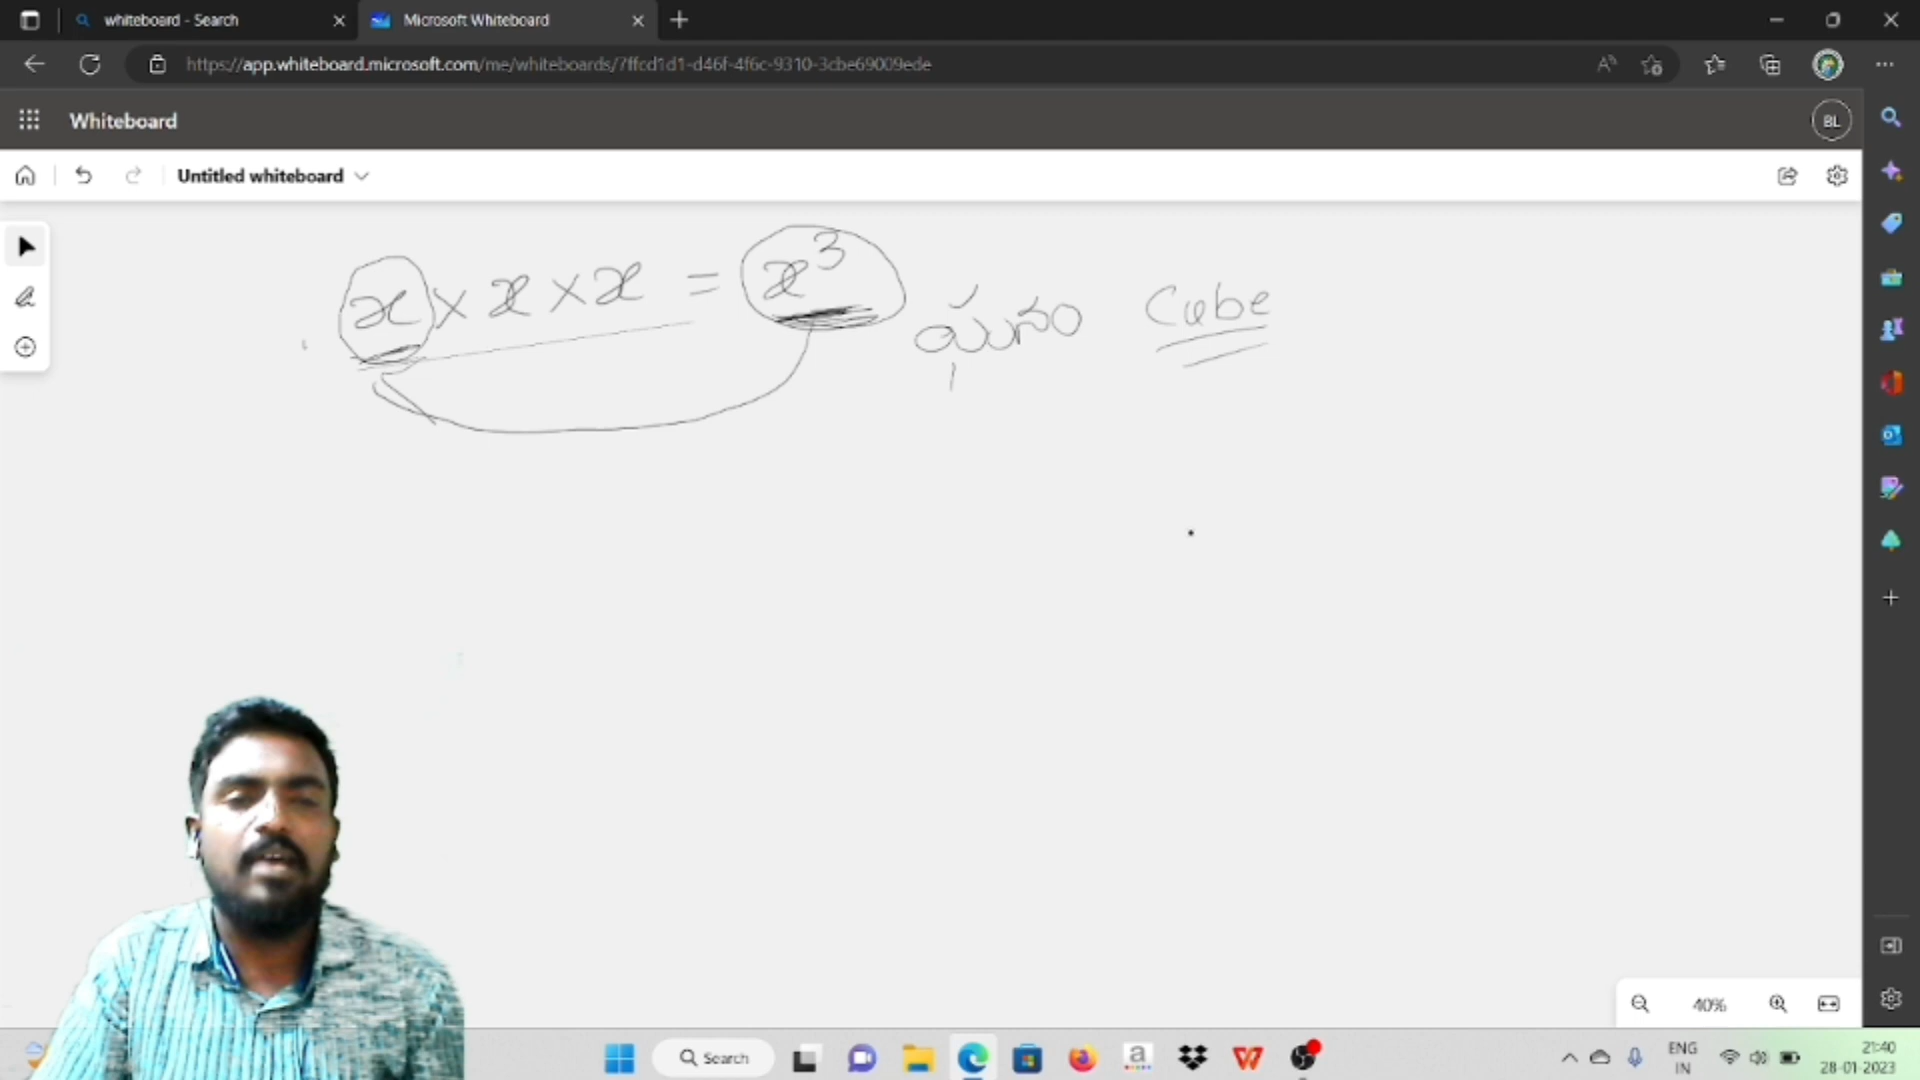 whiteboard - Search
Microsoft Whiteboard
https://app.whiteboard.microsoft.com/me/whiteboards/7ffcd1d1-d46f-4f6c-9310-3cbe69009ede
Whiteboard
BL
Untitled whiteboard
x × x × x = x³ ఘనం Cube
40%
Search
ENG
IN
21:40
28-01-2023